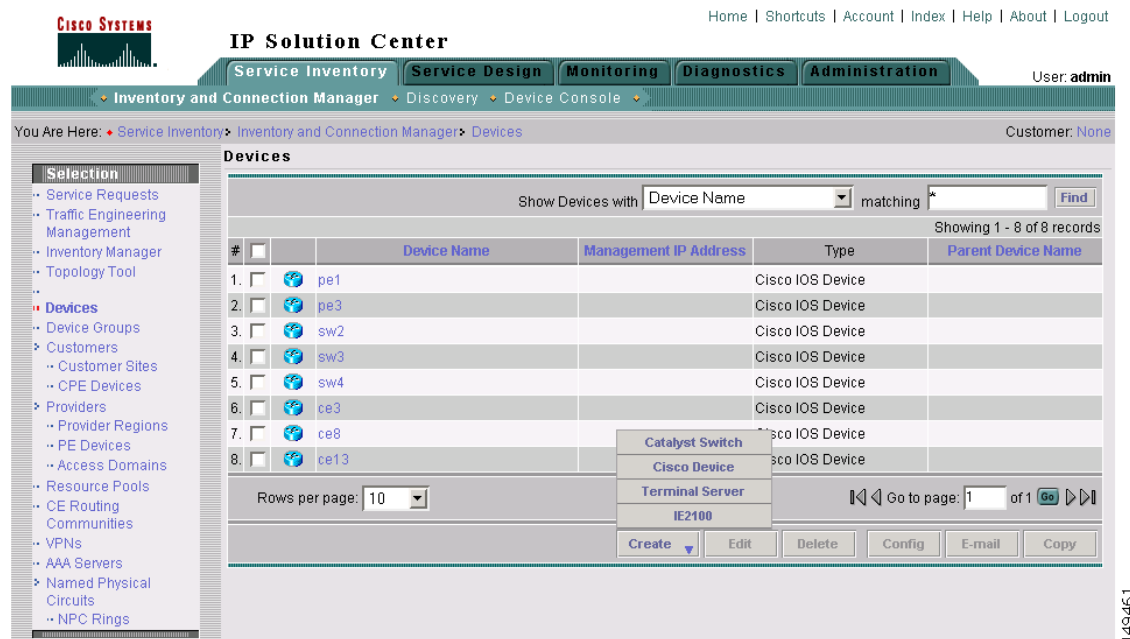 Cisco Systems
Home | Shortcuts | Account | Index | Help | About | Logout
IP Solution Center
Service Inventory Service Design Monitoring Diagnostics Administration
User: admin
Inventory and Connection Manager Discovery Device Console
You Are Here: Service Inventory Inventory and Connection Manager Devices
Customer: None
Selection
Service Requests
Traffic Engineering
Management
Inventory Manager
Topology Tool
Devices
Device Groups
Customers
Customer Sites
CPE Devices
Providers
Provider Regions
PE Devices
Access Domains
Resource Pools
CE Routing
Communities
VPNs
AAA Servers
Named Physical
Circuits
NPC Rings
Devices
Show Devices with Device Name matching * Find
Showing 1 - 8 of 8 records
# Device Name Management IP Address Type Parent Device Name
1. pe1 Cisco IOS Device
2. pe3 Cisco IOS Device
3. sw2 Cisco IOS Device
4. sw3 Cisco IOS Device
5. sw4 Cisco IOS Device
6. ce3 Cisco IOS Device
7. ce8 sco IOS Device
8. ce13 sco IOS Device
Catalyst Switch
Cisco Device
Terminal Server
IE2100
Rows per page: 10
Go to page: 1 of 1 Go
Create Edit Delete Config E-mail Copy
149461